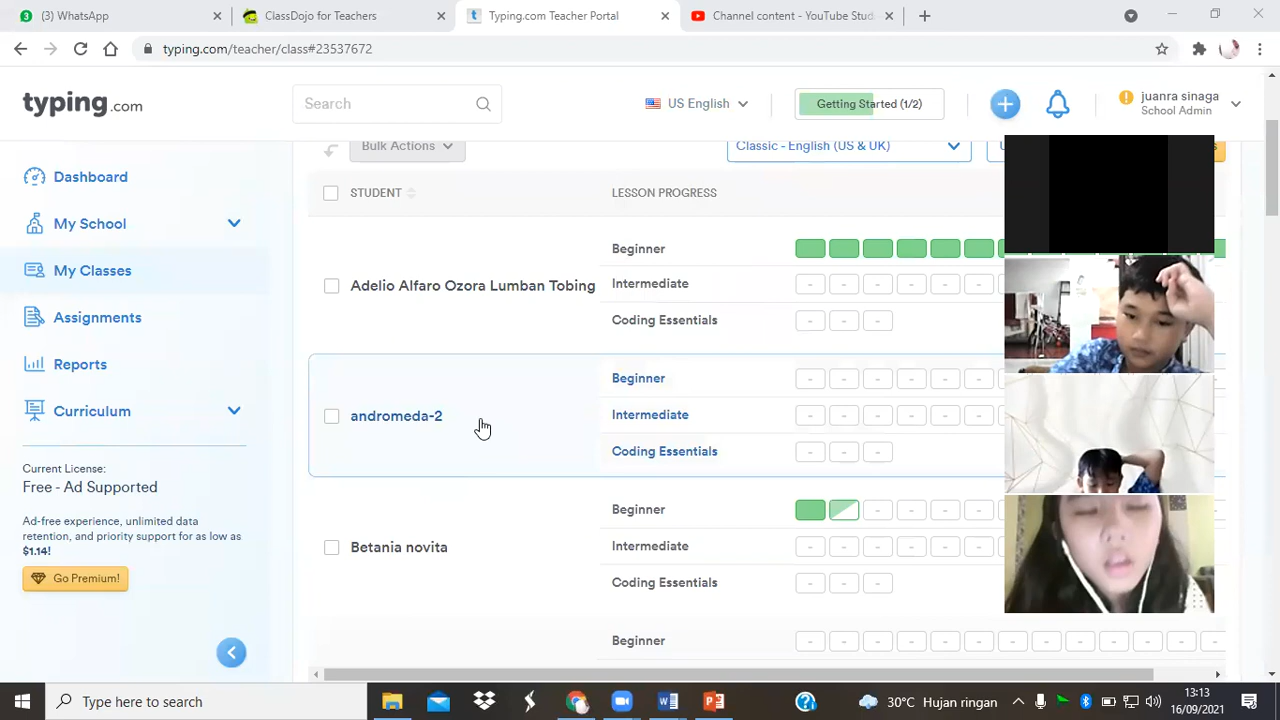 (3) WhatsApp
ClassDojo for Teachers
Typing.com Teacher Portal
Channel content - YouTube Stud
typing.com/teacher/class#23537672
typing.com
Search
US English
Getting Started (1/2)
juanra sinaga
School Admin
Dashboard
My School
My Classes
Assignments
Reports
Curriculum
Current License:
Free - Ad Supported
Ad-free experience, unlimited data
retention, and priority support for as low as
$1.14!
Go Premium!
Bulk Actions
Classic - English (US & UK)
STUDENT
LESSON PROGRESS
Adelio Alfaro Ozora Lumban Tobing
Beginner
Intermediate
Coding Essentials
andromeda-2
Beginner
Intermediate
Coding Essentials
Betania novita
Beginner
Intermediate
Coding Essentials
Beginner
Type here to search
30°C Hujan ringan
13:13
16/09/2021